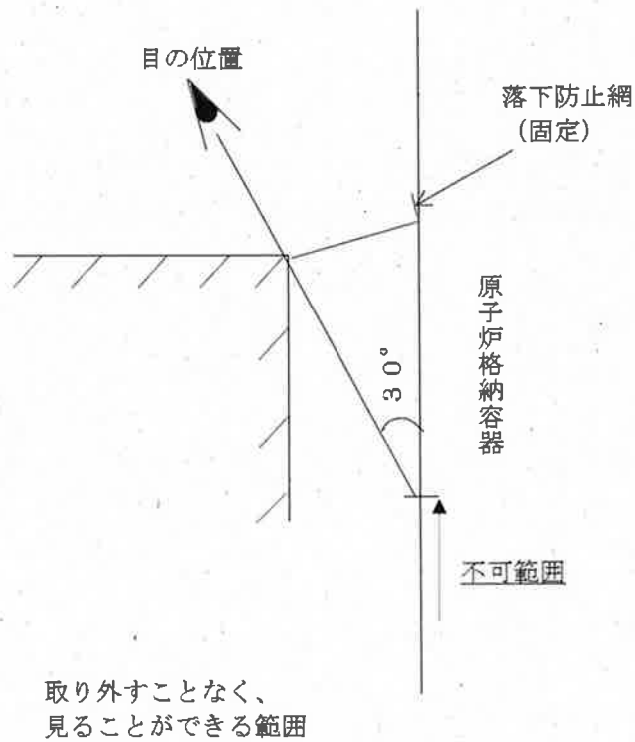 目の位置
落下防止網
（固定）
原子炉格納容器
30°
不可範囲
取り外すことなく、
見ることができる範囲